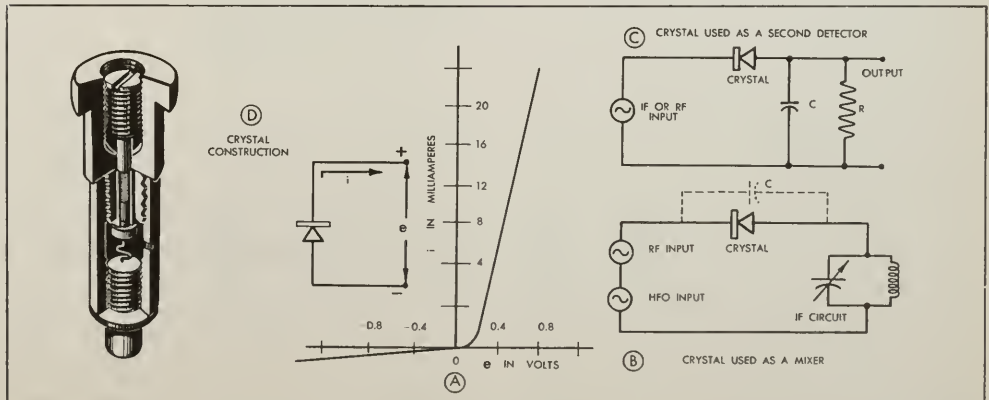 D
CRYSTAL
CONSTRUCTION
+
i
e
−
i IN MILLIAMPERES
20
16
12
8
4
-0.8 -0.4 0.4 0.8
0
e IN VOLTS
A
C CRYSTAL USED AS A SECOND DETECTOR
CRYSTAL
OUTPUT
IF OR RF
INPUT
C
R
C
RF INPUT
CRYSTAL
HFO INPUT
IF CIRCUIT
B CRYSTAL USED AS A MIXER